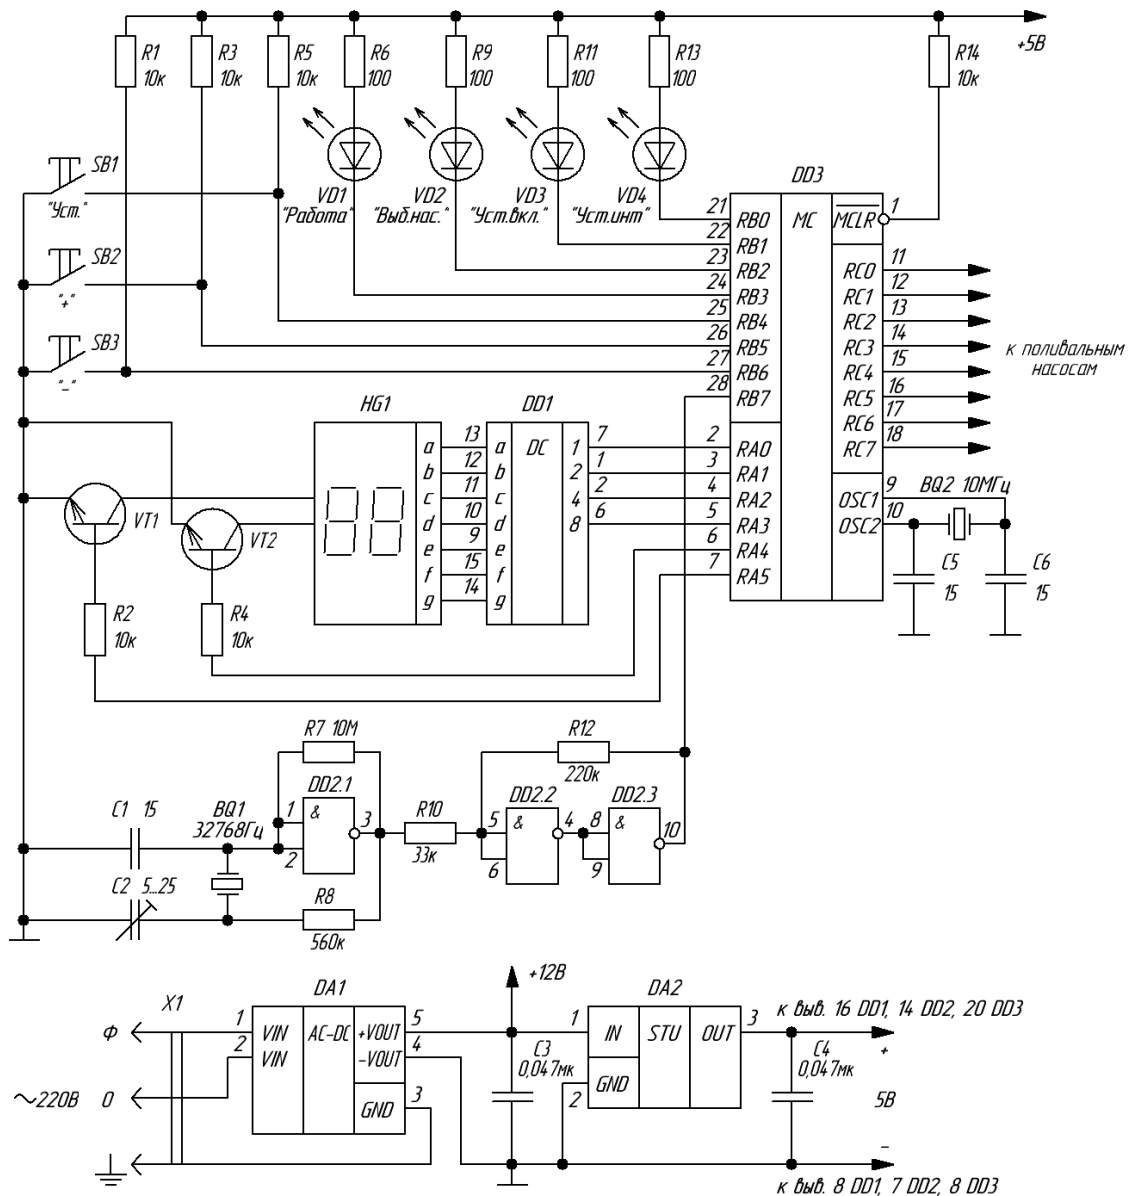 +5В
R1
10к
R3
10к
R5
10к
R6
100
R9
100
R11
100
R13
100
R14
10к
SB1
"Уст."
SB2
"+"
SB3
"–"
VD1
"Работа"
VD2
"Выб.нас."
VD3
"Уст.вкл."
VD4
"Уст.инт"
DD3
MC
21 RB0
22 RB1
23 RB2
24 RB3
25 RB4
26 RB5
27 RB6
28 RB7
2 RA0
3 RA1
4 RA2
5 RA3
6 RA4
7 RA5
MCLR 1
RC0 11
RC1 12
RC2 13
RC3 14
RC4 15
RC5 16
RC6 17
RC7 18
OSC1 9
OSC2 10
к поливальным
насосам
BQ2 10МГц
C5
15
C6
15
HG1
a 13 a
b 12 b
c 11 c
d 10 d
e 9 e
f 15 f
g 14 g
DD1
DC
1 7
2 1
4 2
8 6
VT1
VT2
R2
10к
R4
10к
R7 10М
DD2.1
&
1
2
3
C1 15
BQ1
32768Гц
C2 5...25
R8
560к
R10
33к
R12
220к
DD2.2
&
5
6
4
DD2.3
&
8
9
10
X1
Ф
~220В 0
DA1
1 VIN
2 VIN
AC-DC
+VOUT 5
-VOUT 4
GND 3
+12В
C3
0,047мк
DA2
1 IN
STU
OUT 3
GND
2
к выв. 16 DD1, 14 DD2, 20 DD3
C4
0,047мк
+
5В
–
к выв. 8 DD1, 7 DD2, 8 DD3